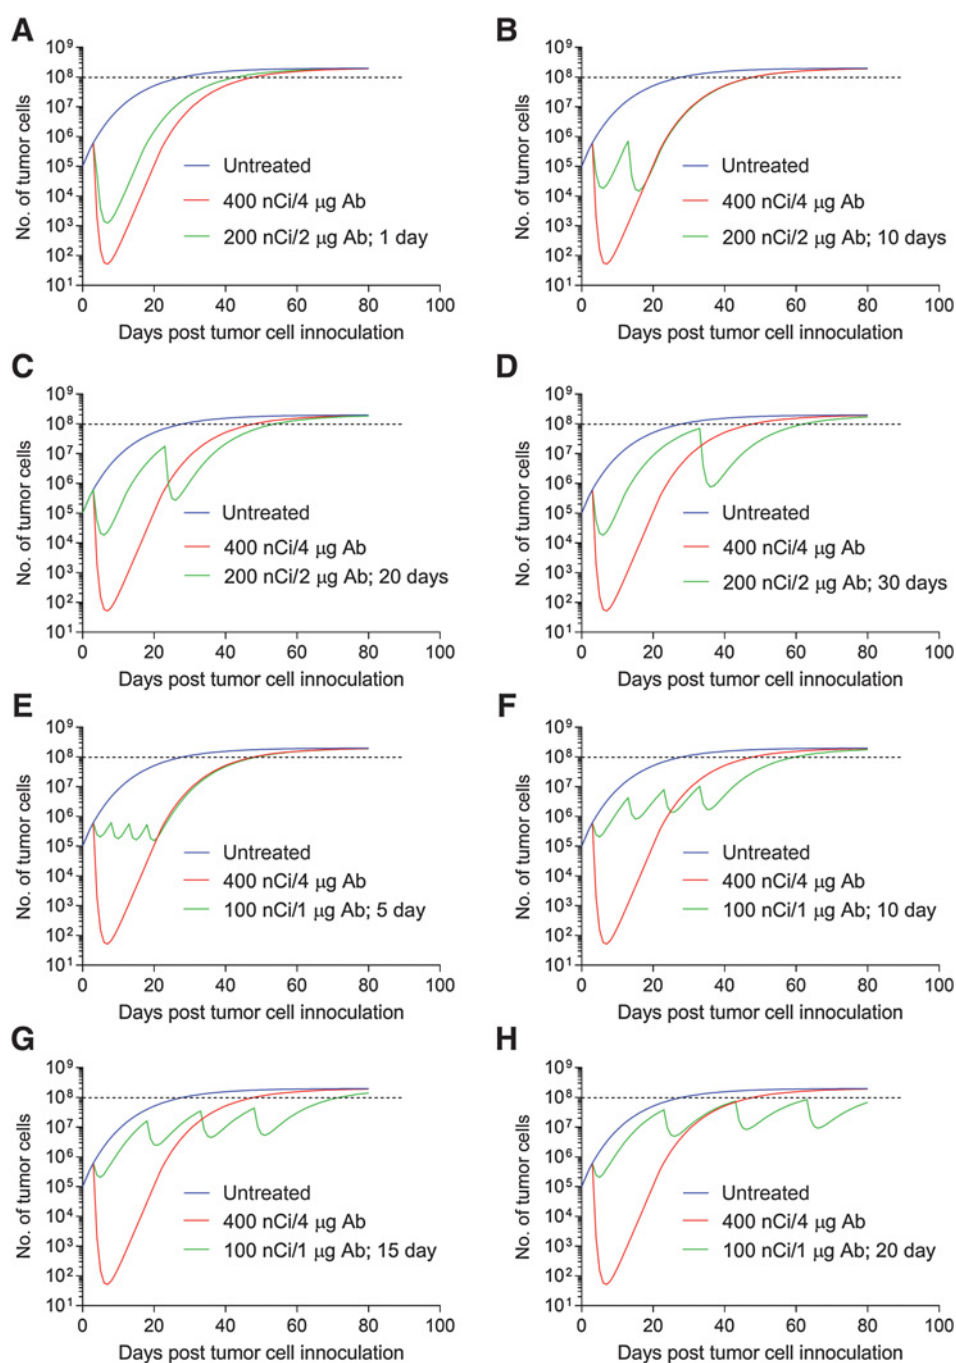 A
No. of tumor cells
10⁹
10⁸
10⁷
10⁶
10⁵
10⁴
10³
10²
10¹
Untreated
400 nCi/4 μg Ab
200 nCi/2 μg Ab; 1 day
0 20 40 60 80 100
Days post tumor cell innoculation
B
No. of tumor cells
10⁹
10⁸
10⁷
10⁶
10⁵
10⁴
10³
10²
10¹
Untreated
400 nCi/4 μg Ab
200 nCi/2 μg Ab; 10 days
0 20 40 60 80 100
Days post tumor cell innoculation
C
No. of tumor cells
10⁹
10⁸
10⁷
10⁶
10⁵
10⁴
10³
10²
10¹
Untreated
400 nCi/4 μg Ab
200 nCi/2 μg Ab; 20 days
0 20 40 60 80 100
Days post tumor cell innoculation
D
No. of tumor cells
10⁹
10⁸
10⁷
10⁶
10⁵
10⁴
10³
10²
10¹
Untreated
400 nCi/4 μg Ab
200 nCi/2 μg Ab; 30 days
0 20 40 60 80 100
Days post tumor cell innoculation
E
No. of tumor cells
10⁹
10⁸
10⁷
10⁶
10⁵
10⁴
10³
10²
10¹
Untreated
400 nCi/4 μg Ab
100 nCi/1 μg Ab; 5 day
0 20 40 60 80 100
Days post tumor cell innoculation
F
No. of tumor cells
10⁹
10⁸
10⁷
10⁶
10⁵
10⁴
10³
10²
10¹
Untreated
400 nCi/4 μg Ab
100 nCi/1 μg Ab; 10 day
0 20 40 60 80 100
Days post tumor cell innoculation
G
No. of tumor cells
10⁹
10⁸
10⁷
10⁶
10⁵
10⁴
10³
10²
10¹
Untreated
400 nCi/4 μg Ab
100 nCi/1 μg Ab; 15 day
0 20 40 60 80 100
Days post tumor cell innoculation
H
No. of tumor cells
10⁹
10⁸
10⁷
10⁶
10⁵
10⁴
10³
10²
10¹
Untreated
400 nCi/4 μg Ab
100 nCi/1 μg Ab; 20 day
0 20 40 60 80 100
Days post tumor cell innoculation